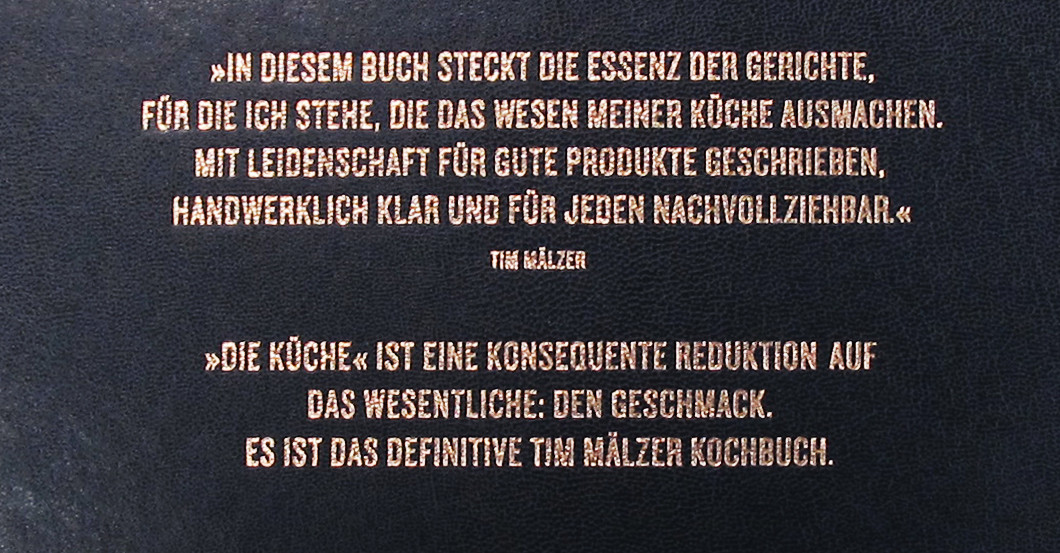 »IN DIESEM BUCH STECKT DIE ESSENZ DER GERICHTE,
FÜR DIE ICH STEHE, DIE DAS WESEN MEINER KÜCHE AUSMACHEN.
MIT LEIDENSCHAFT FÜR GUTE PRODUKTE GESCHRIEBEN,
HANDWERKLICH KLAR UND FÜR JEDEN NACHVOLLZIEHBAR.«
TIM MÄLZER
»DIE KÜCHE« IST EINE KONSEQUENTE REDUKTION AUF
DAS WESENTLICHE: DEN GESCHMACK.
ES IST DAS DEFINITIVE TIM MÄLZER KOCHBUCH.